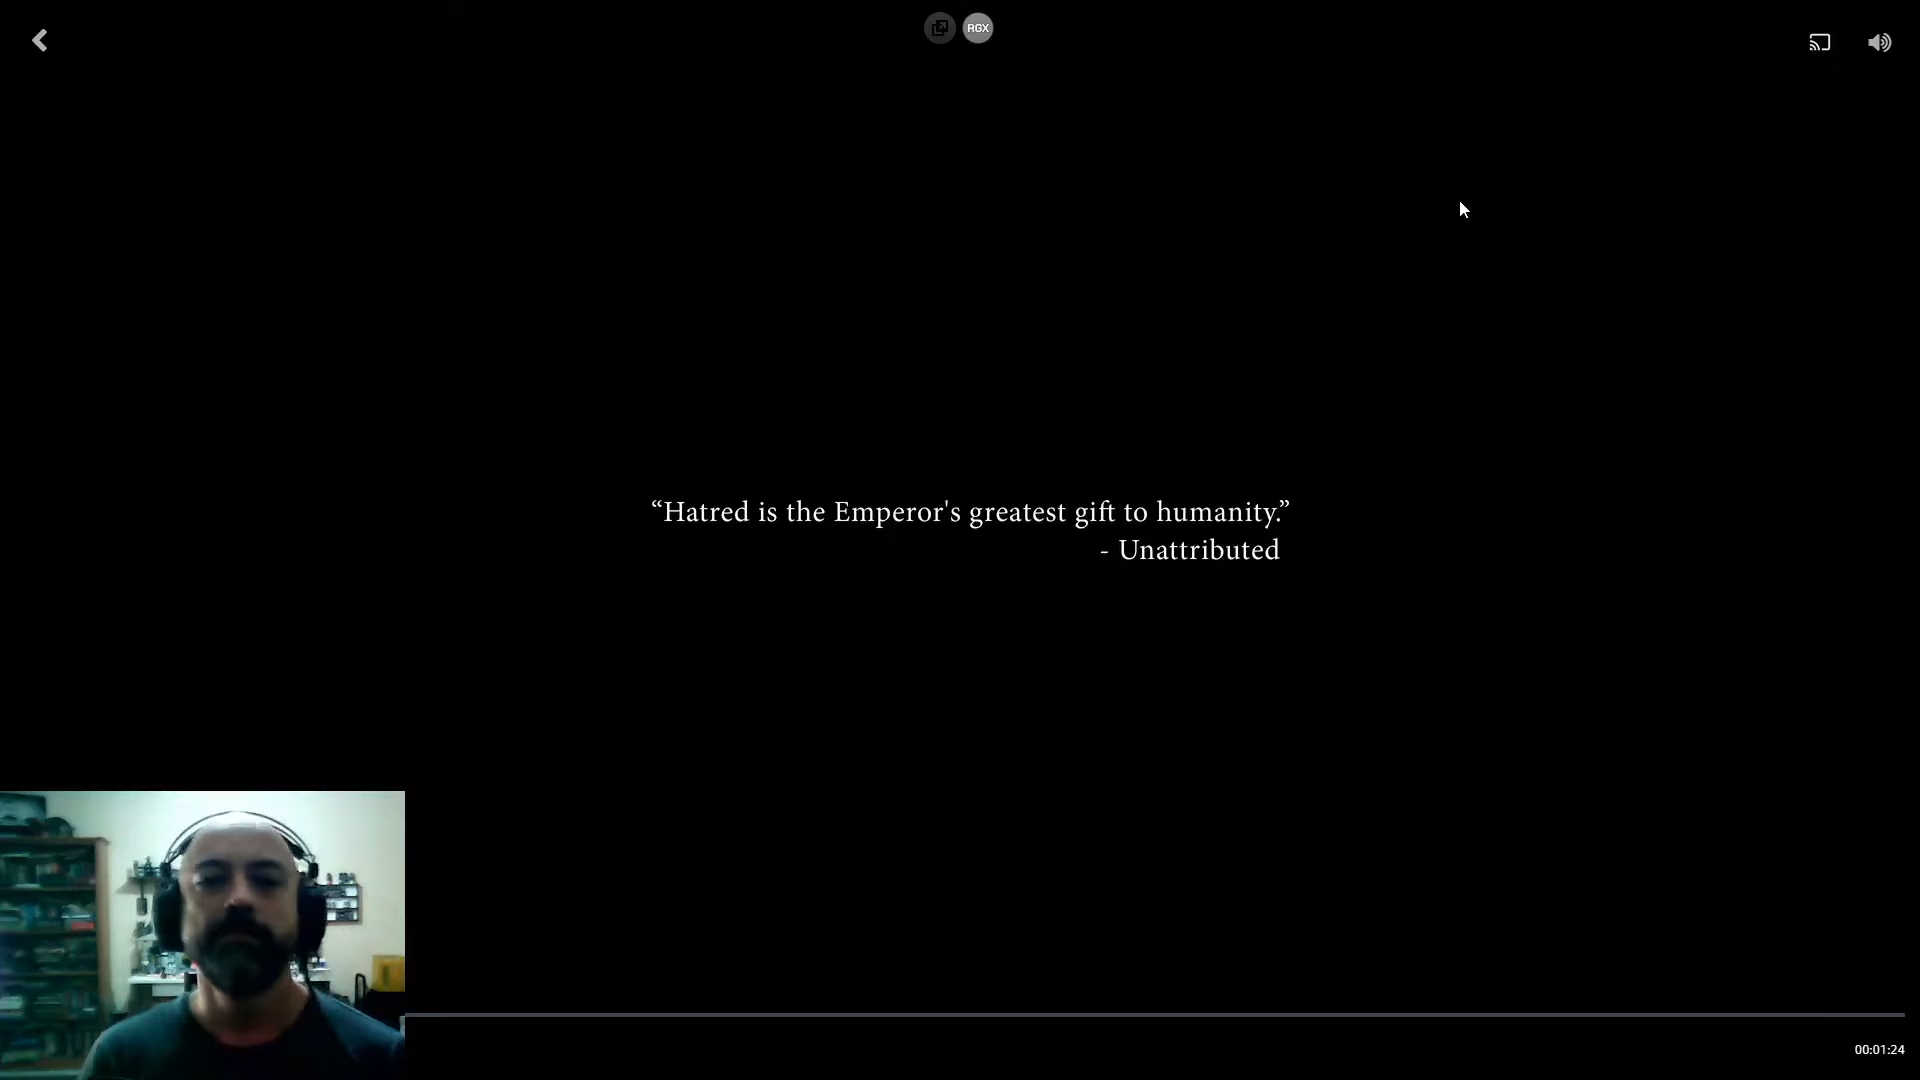 RGX
“Hatred is the Emperor's greatest gift to humanity.”
- Unattributed
00:01:24